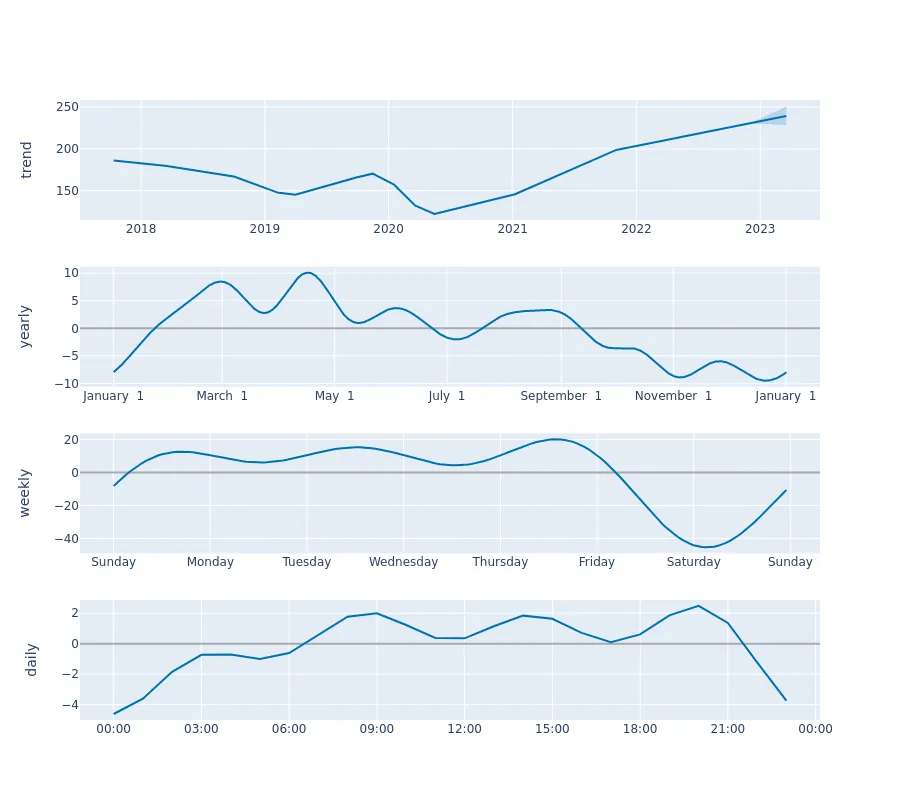 250
200
150
trend
2018 2019 2020 2021 2022 2023
10
5
0
−5
−10
yearly
January 1 March 1 May 1 July 1 September 1 November 1 January 1
20
0
−20
−40
weekly
Sunday Monday Tuesday Wednesday Thursday Friday Saturday Sunday
2
0
−2
−4
daily
00:00 03:00 06:00 09:00 12:00 15:00 18:00 21:00 00:00